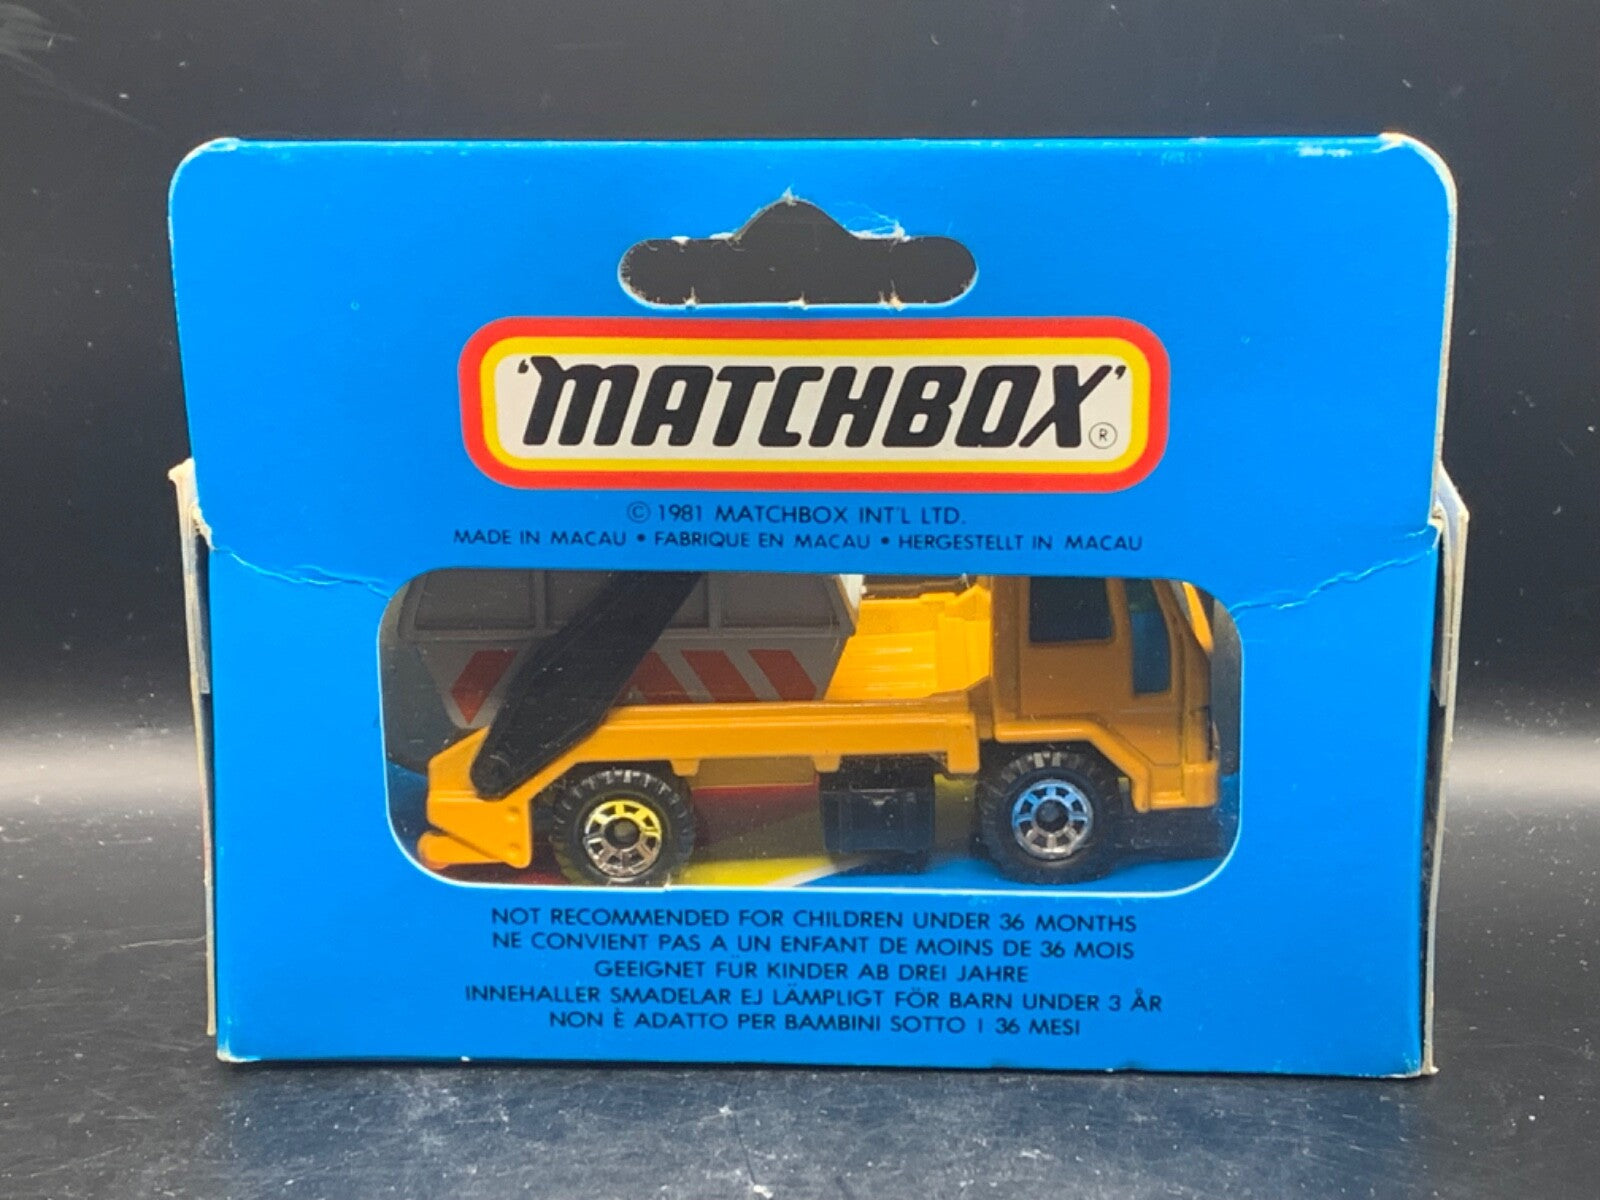 'MATCHBOX' ®
© 1981 MATCHBOX INT'L LTD.
MADE IN MACAU • FABRIQUE EN MACAU • HERGESTELLT IN MACAU
NOT RECOMMENDED FOR CHILDREN UNDER 36 MONTHS
NE CONVIENT PAS A UN ENFANT DE MOINS DE 36 MOIS
GEEIGNET FÜR KINDER AB DREI JAHRE
INNEHALLER SMADELAR EJ LÄMPLIGT FÖR BARN UNDER 3 ÅR
NON È ADATTO PER BAMBINI SOTTO I 36 MESI